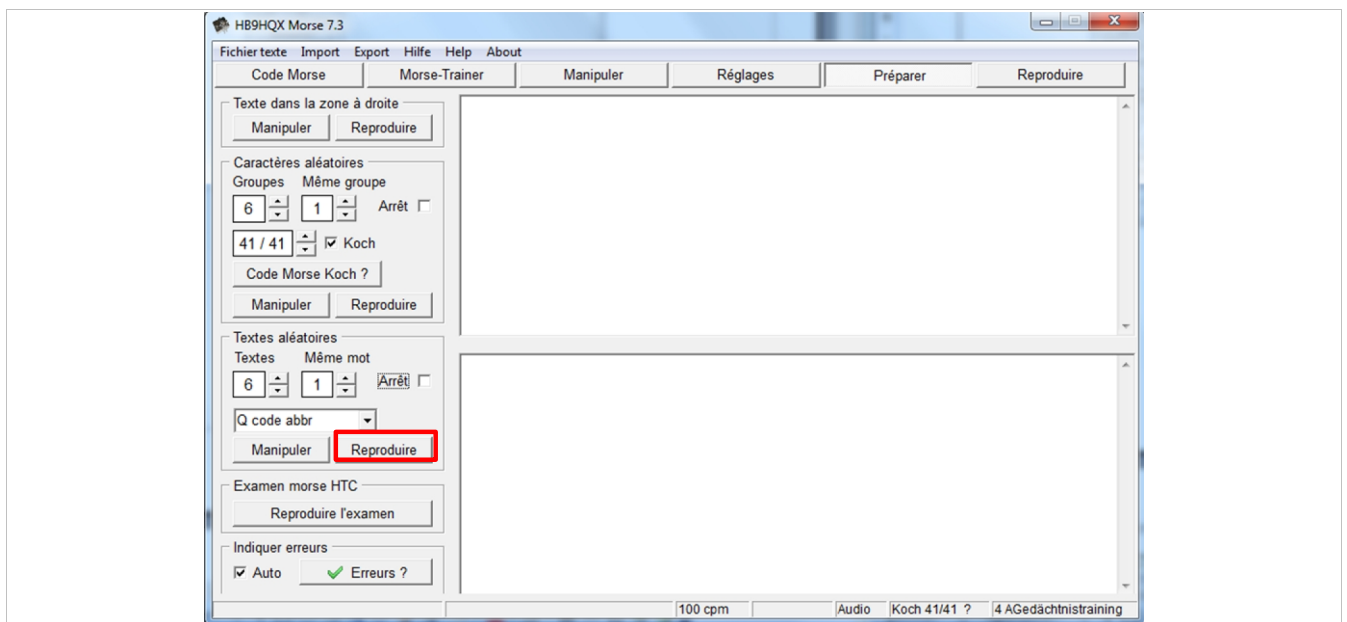 HB9HQX Morse 7.3
Fichier texte Import Export Hilfe Help About
Code Morse Morse-Trainer Manipuler Réglages Préparer Reproduire
Texte dans la zone à droite
Manipuler Reproduire
Caractères aléatoires
Groupes Même groupe
6 1 Arrêt
41 / 41 Koch
Code Morse Koch ?
Manipuler Reproduire
Textes aléatoires
Textes Même mot
6 1 Arrêt
Q code abbr
Manipuler Reproduire
Examen morse HTC
Reproduire l'examen
Indiquer erreurs
Auto Erreurs ?
100 cpm Audio Koch 41/41 ? 4 AGedächtnistraining